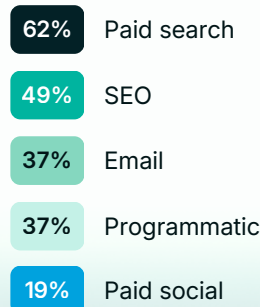 62% Paid search
49% SEO
37% Email
37% Programmatic
19% Paid social